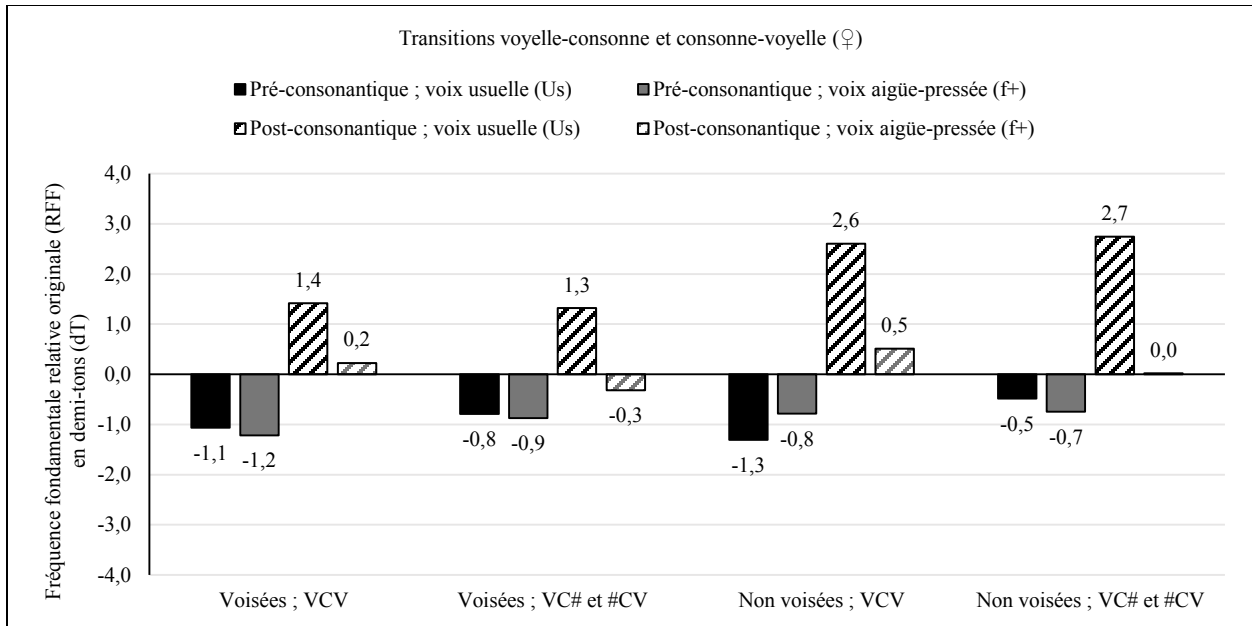 Transitions voyelle-consonne et consonne-voyelle (♀)
Pré-consonantique ; voix usuelle (Us)
Pré-consonantique ; voix aigüe-pressée (f+)
Post-consonantique ; voix usuelle (Us)
Post-consonantique ; voix aigüe-pressée (f+)
Fréquence fondamentale relative originale (RFF)
en demi-tons (dT)
4,0
3,0
2,0
1,0
0,0
-1,0
-2,0
-3,0
-4,0
-1,1
-1,2
1,4
0,2
-0,8
-0,9
1,3
-0,3
-1,3
-0,8
2,6
0,5
-0,5
-0,7
2,7
0,0
Voisées ; VCV
Voisées ; VC# et #CV
Non voisées ; VCV
Non voisées ; VC# et #CV